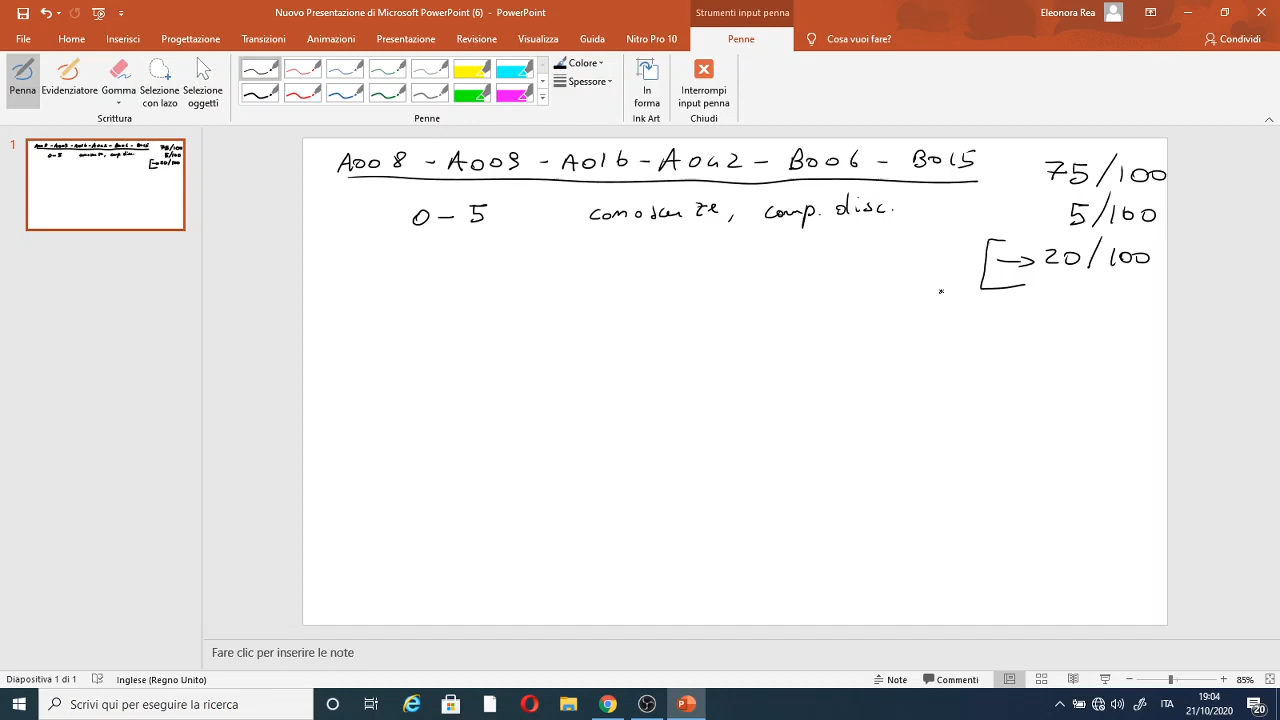 Nuovo Presentazione di Microsoft PowerPoint (6) - PowerPoint
Strumenti input penna
Eleonora Rea
File Home Inserisci Progettazione Transizioni Animazioni Presentazione Revisione Visualizza Guida Nitro Pro 10 Penne Cosa vuoi fare? Condividi
Penna Evidenziatore Gomma Selezione con lazo Selezione oggetti
Colore
Spessore
In forma
Interrompi input penna
Scrittura Penne Ink Art Chiudi
1
A008 - A009 - A016 - A042 - B006 - B015
75/100
0-5 conoscenze, comp. disc.
5/100
→ 20/100
Fare clic per inserire le note
Diapositiva 1 di 1 Inglese (Regno Unito) Note Commenti 85%
Scrivi qui per eseguire la ricerca
ITA
19:04
21/10/2020
20